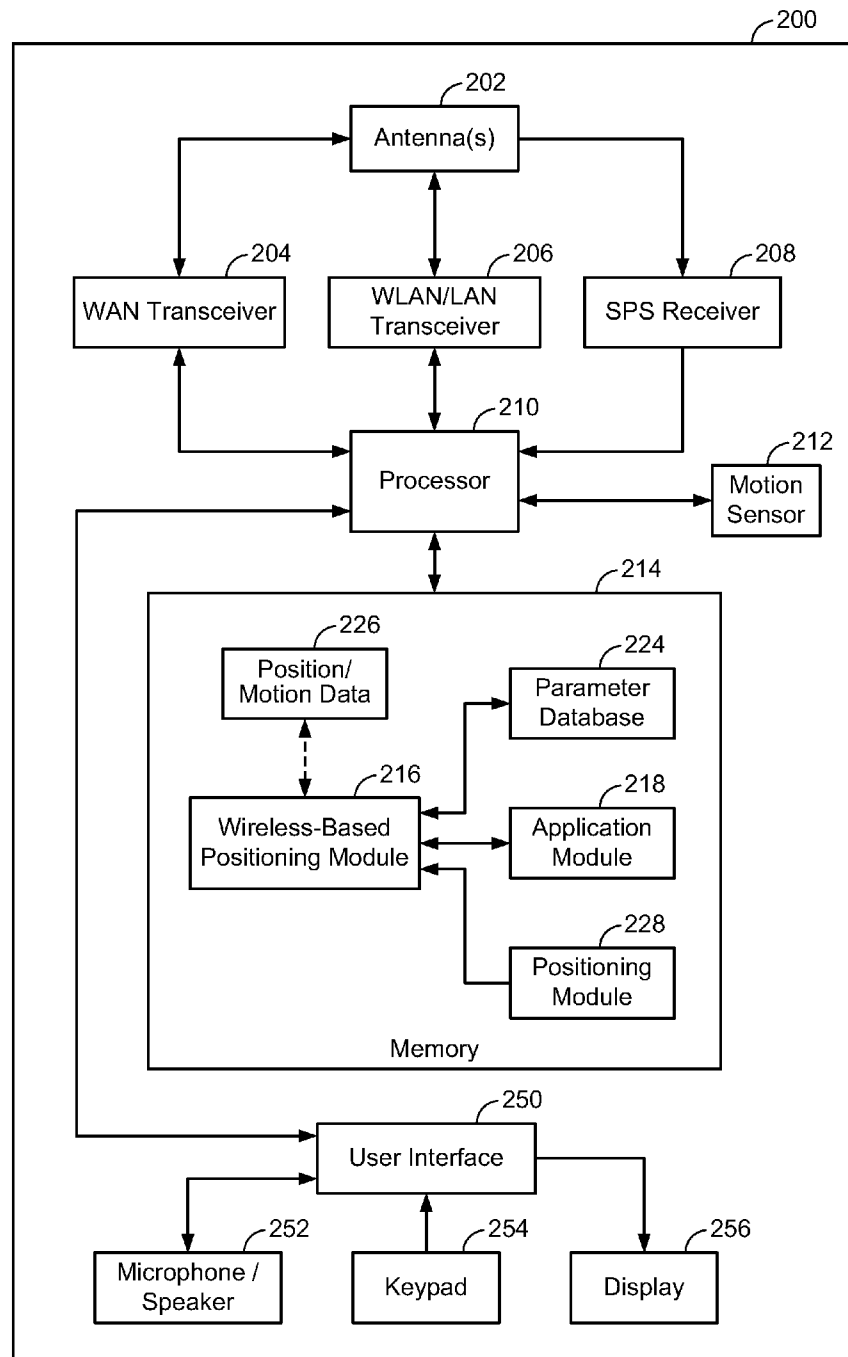 200
202
Antenna(s)
204
206
208
WAN Transceiver
WLAN/LAN
Transceiver
SPS Receiver
210
Processor
212
Motion
Sensor
214
226
Position/
Motion Data
224
Parameter
Database
216
Wireless-Based
Positioning Module
218
Application
Module
228
Positioning
Module
Memory
250
User Interface
252
Microphone /
Speaker
254
Keypad
256
Display